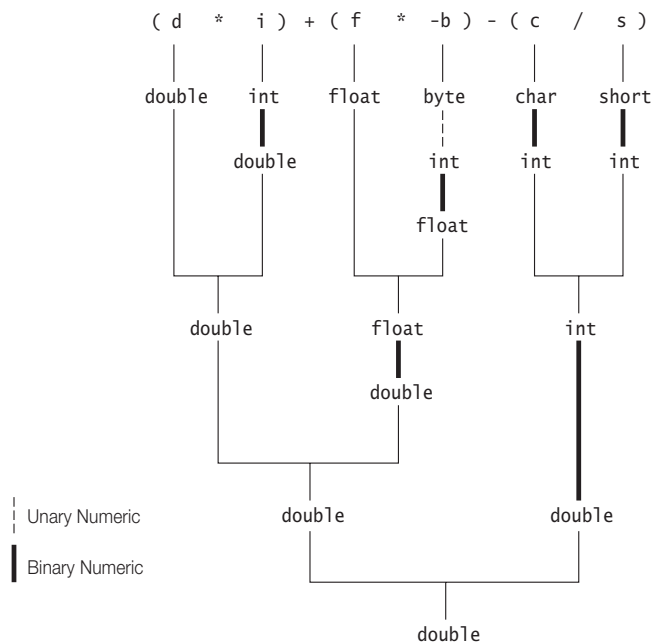 ( d * i ) + ( f * -b ) - ( c / s )
double int float byte char short
double int int int
float
double float int
double
Unary Numeric
double double
Binary Numeric
double